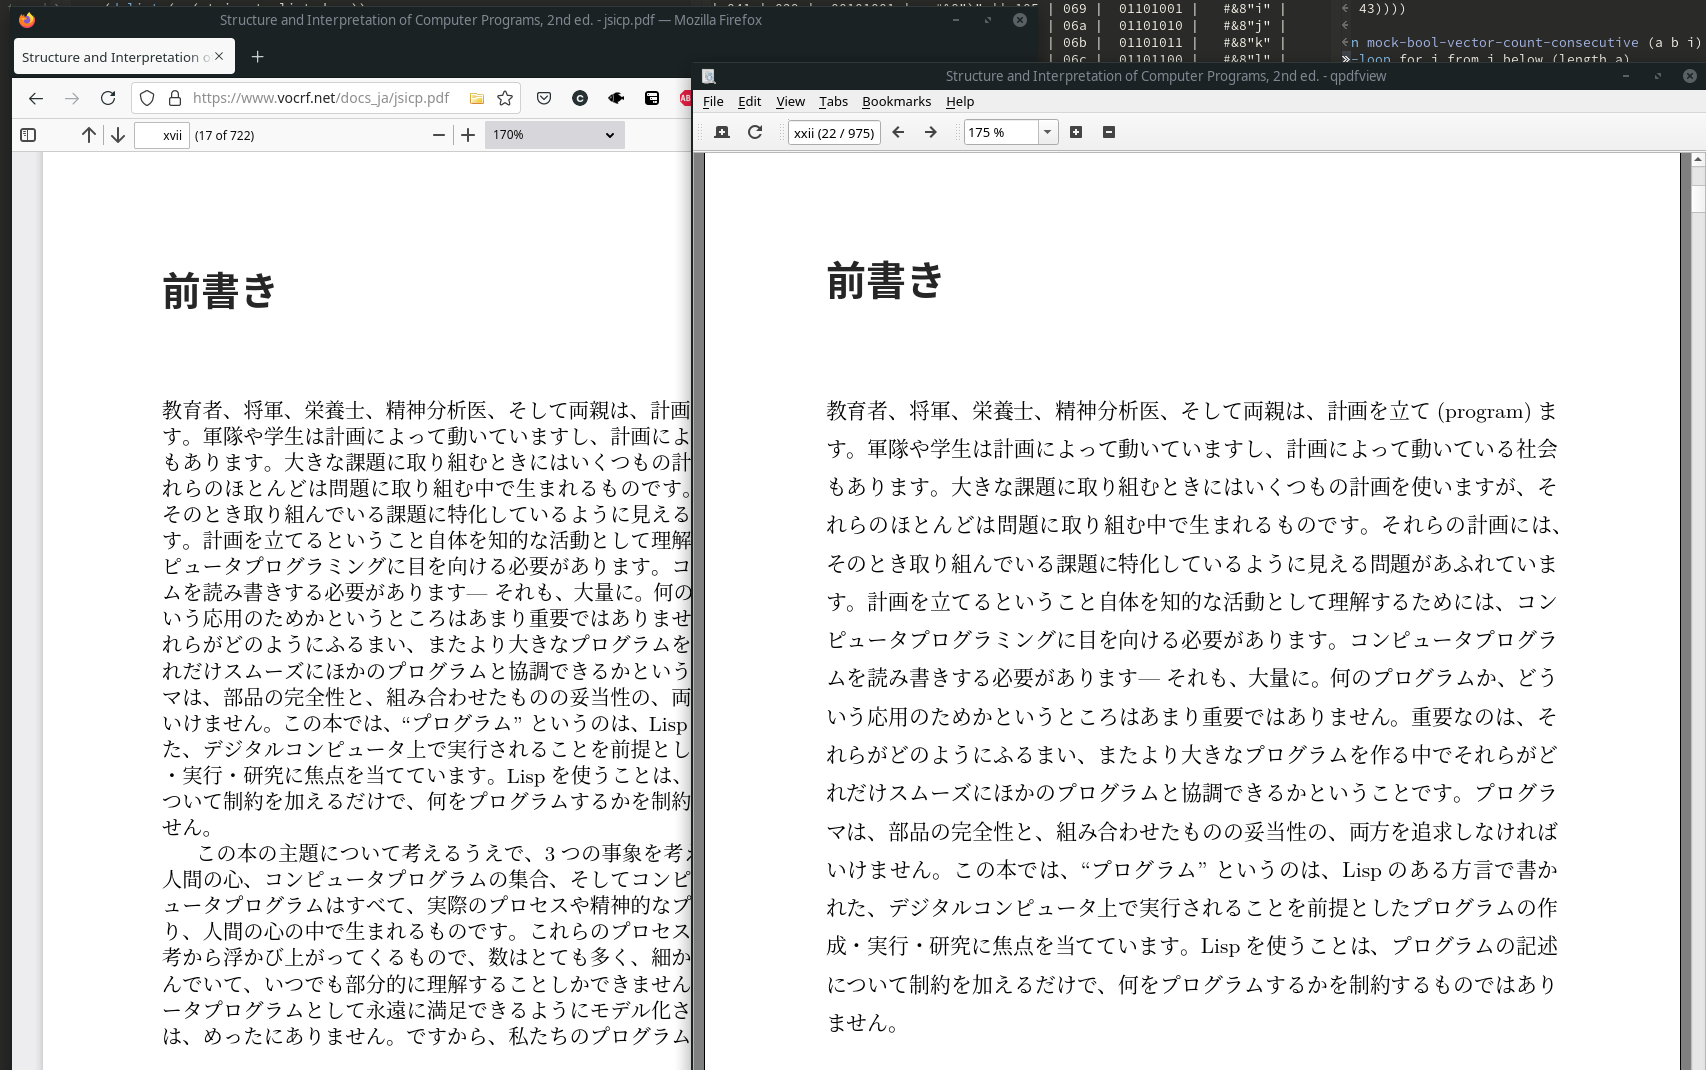 Structure and Interpretation of Computer Programs, 2nd ed. - jsicp.pdf — Mozilla Firefox
Structure and Interpretation o
https://www.vocrf.net/docs_ja/jsicp.pdf
xvii (17 of 722)
170%
前書き
教育者、将軍、栄養士、精神分析医、そして両親は、計画
す。軍隊や学生は計画によって動いていますし、計画によ
もあります。大きな課題に取り組むときにはいくつもの計
れらのほとんどは問題に取り組む中で生まれるものです。
そのとき取り組んでいる課題に特化しているように見える
す。計画を立てるということ自体を知的な活動として理解
ピュータプログラミングに目を向ける必要があります。コ
ムを読み書きする必要があります— それも、大量に。何の
いう応用のためかというところはあまり重要ではありませ
れらがどのようにふるまい、またより大きなプログラムを
れだけスムーズにほかのプログラムと協調できるかという
マは、部品の完全性と、組み合わせたものの妥当性の、両
いけません。この本では、“プログラム” というのは、Lisp
た、デジタルコンピュータ上で実行されることを前提とし
・実行・研究に焦点を当てています。Lisp を使うことは、
ついて制約を加えるだけで、何をプログラムするかを制約
せん。
この本の主題について考えるうえで、3 つの事象を考
人間の心、コンピュータプログラムの集合、そしてコンピ
ュータプログラムはすべて、実際のプロセスや精神的なプ
り、人間の心の中で生まれるものです。これらのプロセス
考から浮かび上がってくるもので、数はとても多く、細か
んでいて、いつでも部分的に理解することしかできません
ータプログラムとして永遠に満足できるようにモデル化さ
は、めったにありません。ですから、私たちのプログラム
| 069 | 01101001 | #&8"i" |
| 06a | 01101010 | #&8"j" |
| 06b | 01101011 | #&8"k" |
| 06c | 01101100 | #&8"l" |
43))))
n mock-bool-vector-count-consecutive (a b i)
-loop for j from i below (length a)
Structure and Interpretation of Computer Programs, 2nd ed. - qpdfview
File Edit View Tabs Bookmarks Help
xxii (22 / 975)
175 %
前書き
教育者、将軍、栄養士、精神分析医、そして両親は、計画を立て (program) ま
す。軍隊や学生は計画によって動いていますし、計画によって動いている社会
もあります。大きな課題に取り組むときにはいくつもの計画を使いますが、そ
れらのほとんどは問題に取り組む中で生まれるものです。それらの計画には、
そのとき取り組んでいる課題に特化しているように見える問題があふれていま
す。計画を立てるということ自体を知的な活動として理解するためには、コン
ピュータプログラミングに目を向ける必要があります。コンピュータプログラ
ムを読み書きする必要があります— それも、大量に。何のプログラムか、どう
いう応用のためかというところはあまり重要ではありません。重要なのは、そ
れらがどのようにふるまい、またより大きなプログラムを作る中でそれらがど
れだけスムーズにほかのプログラムと協調できるかということです。プログラ
マは、部品の完全性と、組み合わせたものの妥当性の、両方を追求しなければ
いけません。この本では、“プログラム” というのは、Lisp のある方言で書か
れた、デジタルコンピュータ上で実行されることを前提としたプログラムの作
成・実行・研究に焦点を当てています。Lisp を使うことは、プログラムの記述
について制約を加えるだけで、何をプログラムするかを制約するものではあり
ません。